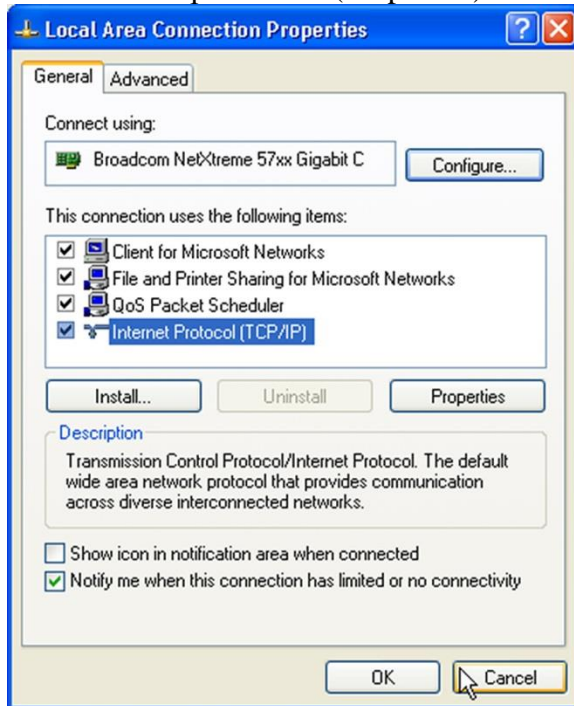 Local Area Connection Properties
General Advanced
Connect using:
Broadcom NetXtreme 57xx Gigabit C Configure...
This connection uses the following items:
Client for Microsoft Networks
File and Printer Sharing for Microsoft Networks
QoS Packet Scheduler
Internet Protocol (TCP/IP)
Install... Uninstall Properties
Description
Transmission Control Protocol/Internet Protocol. The default
wide area network protocol that provides communication
across diverse interconnected networks.
Show icon in notification area when connected
Notify me when this connection has limited or no connectivity
OK Cancel